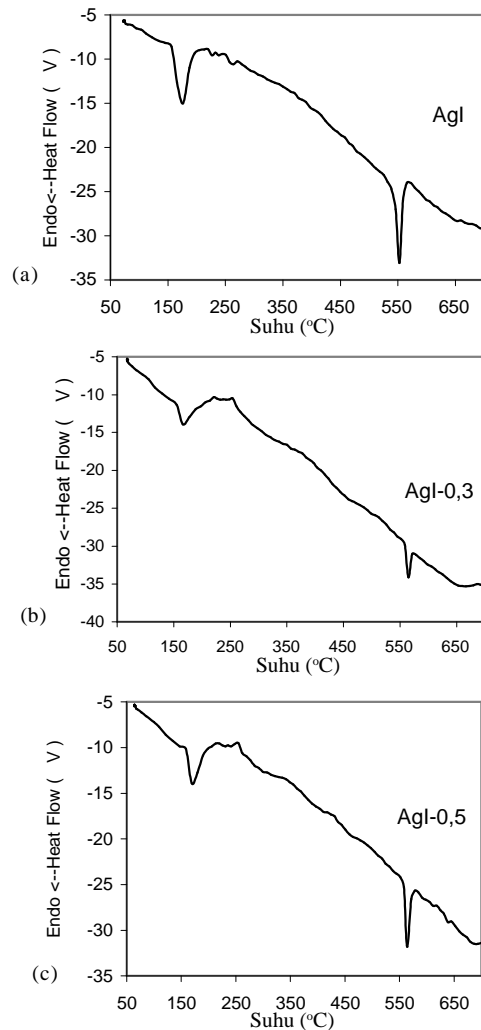 -5
-10
-15
-20
-25
-30
-35
Endo<--Heat Flow ( V)
AgI
(a)
50 150 250 350 450 550 650
Suhu (°C)
-5
-10
-15
-20
-25
-30
-35
-40
Endo <--Heat Flow ( V)
AgI-0,3
(b)
50 150 250 350 450 550 650
Suhu (°C)
-5
-10
-15
-20
-25
-30
-35
Endo <--Heat Flow ( V)
AgI-0,5
(c)
50 150 250 350 450 550 650
Suhu (°C)